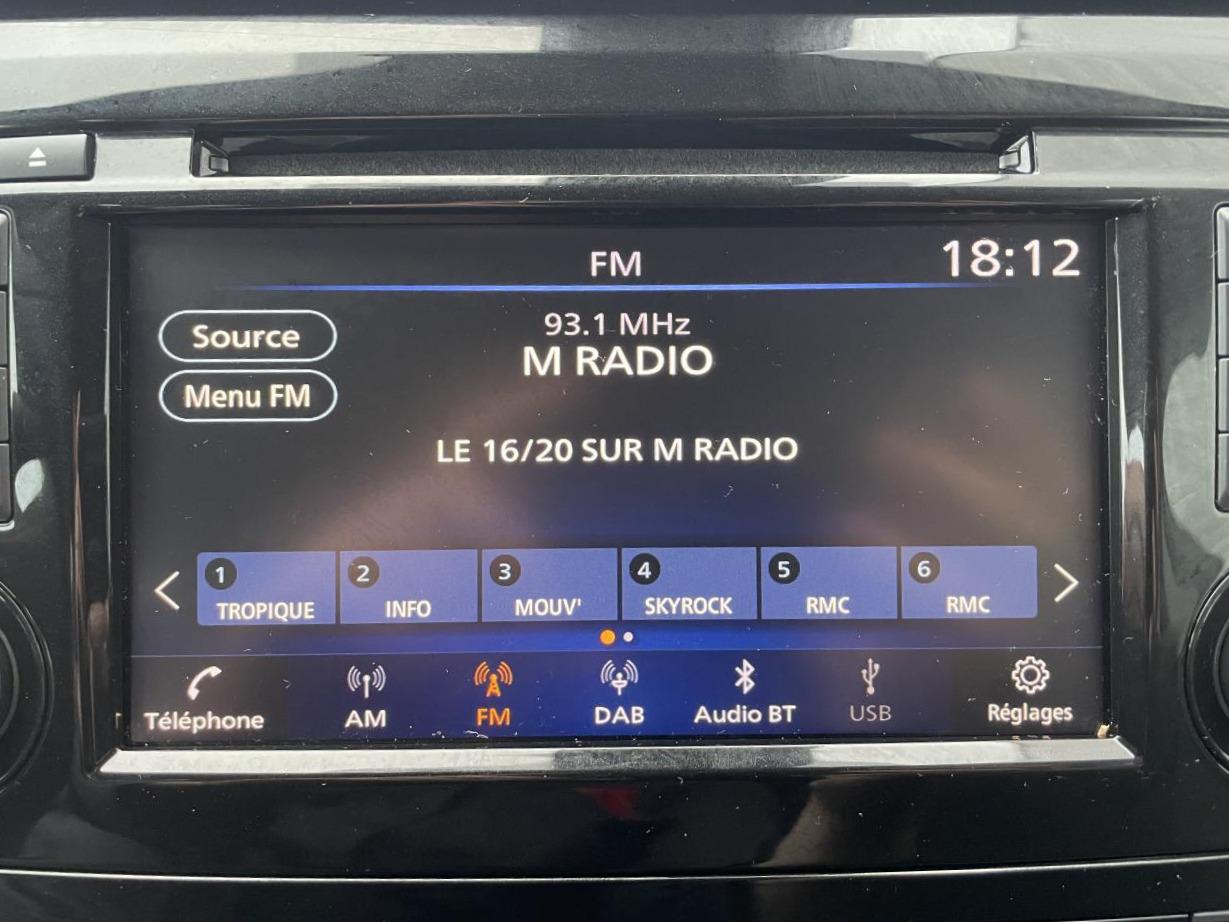 FM
18:12
Source
93.1 MHz
M RADIO
Menu FM
LE 16/20 SUR M RADIO
1
TROPIQUE
2
INFO
3
MOUV'
4
SKYROCK
5
RMC
6
RMC
Téléphone
AM
FM
DAB
Audio BT
USB
Réglages